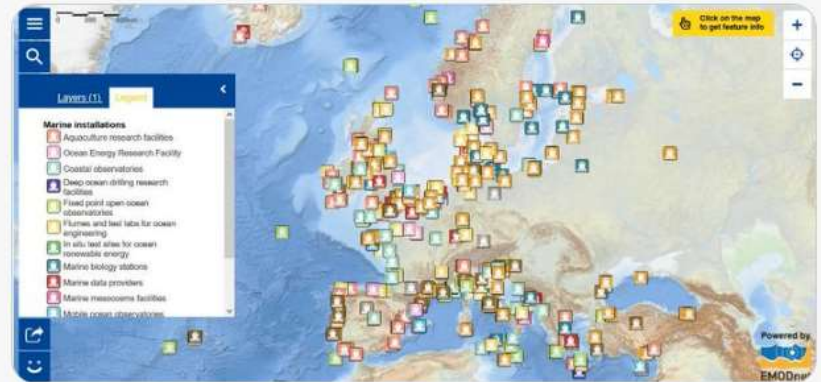 Click on the map
to get feature info
Layers (1)
Legend
Marine installations
Aquaculture research facilities
Ocean Energy Research Facility
Coastal observatories
Deep ocean drilling research
facilities
Fixed point open ocean
observatories
Flumes and test labs for ocean
engineering
In situ test sites for ocean
renewable energy
Marine biology stations
Marine data providers
Marine mesocosms facilities
Mobile ocean observatories
Powered by
EMODnet